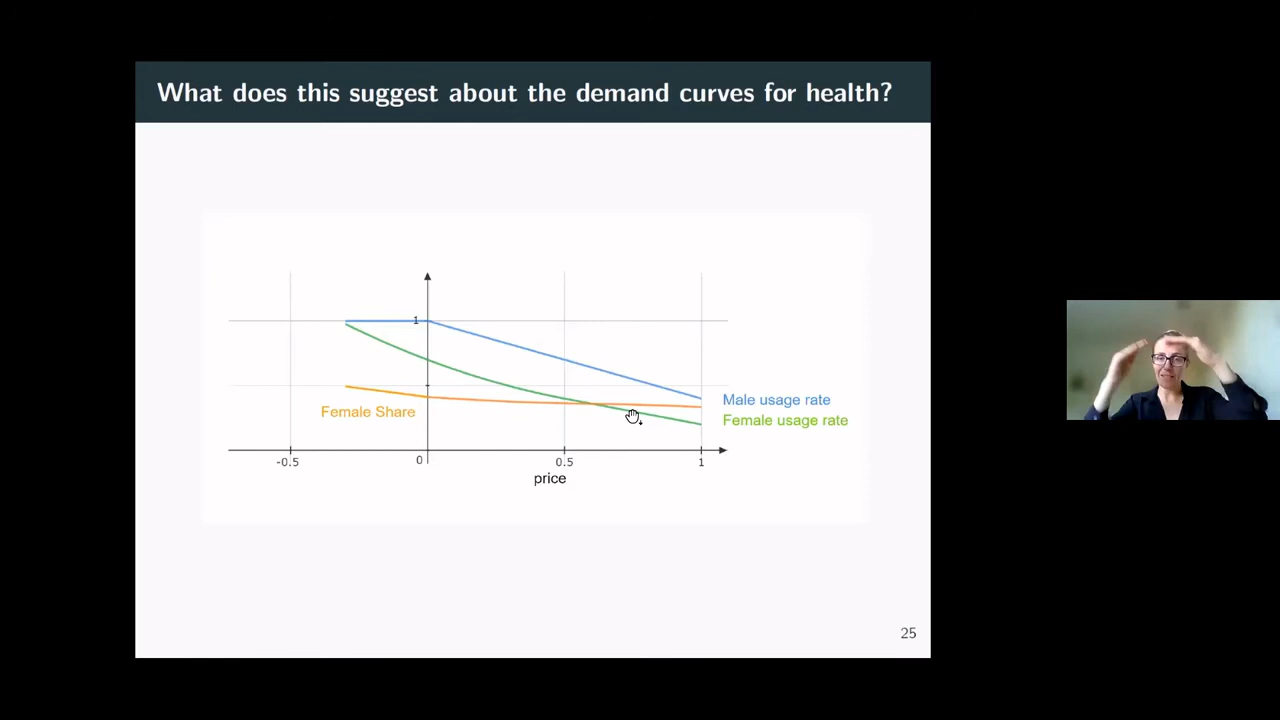 What does this suggest about the demand curves for health?
1
Male usage rate
Female Share
Female usage rate
-0.5
0
0.5
1
price
25